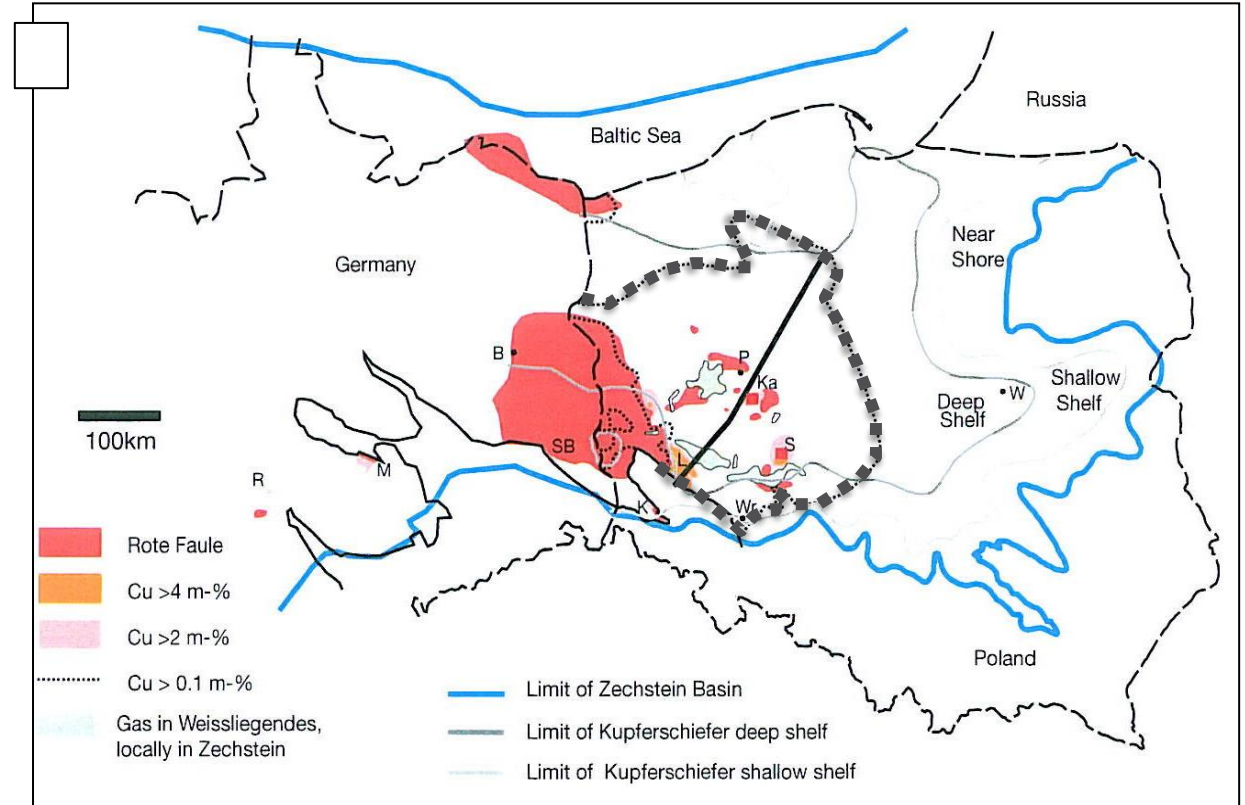 Russia
Baltic Sea
Near
Shore
Germany
B
P
Ka
Shallow
Shelf
W
Deep
Shelf
100km
SB
L
S
M
R
K
Wr
Rote Faule
Cu >4 m-%
Cu >2 m-%
Cu > 0.1 m-%
Gas in Weissliegendes,
locally in Zechstein
Poland
Limit of Zechstein Basin
Limit of Kupferschiefer deep shelf
Limit of Kupferschiefer shallow shelf